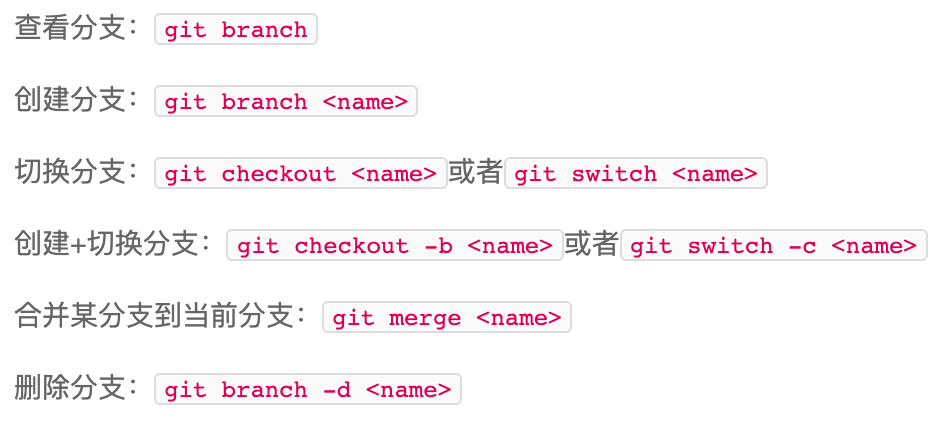 查看分支：git branch
创建分支：git branch <name>
切换分支：git checkout <name>或者git switch <name>
创建+切换分支：git checkout -b <name>或者git switch -c <name>
合并某分支到当前分支：git merge <name>
删除分支：git branch -d <name>